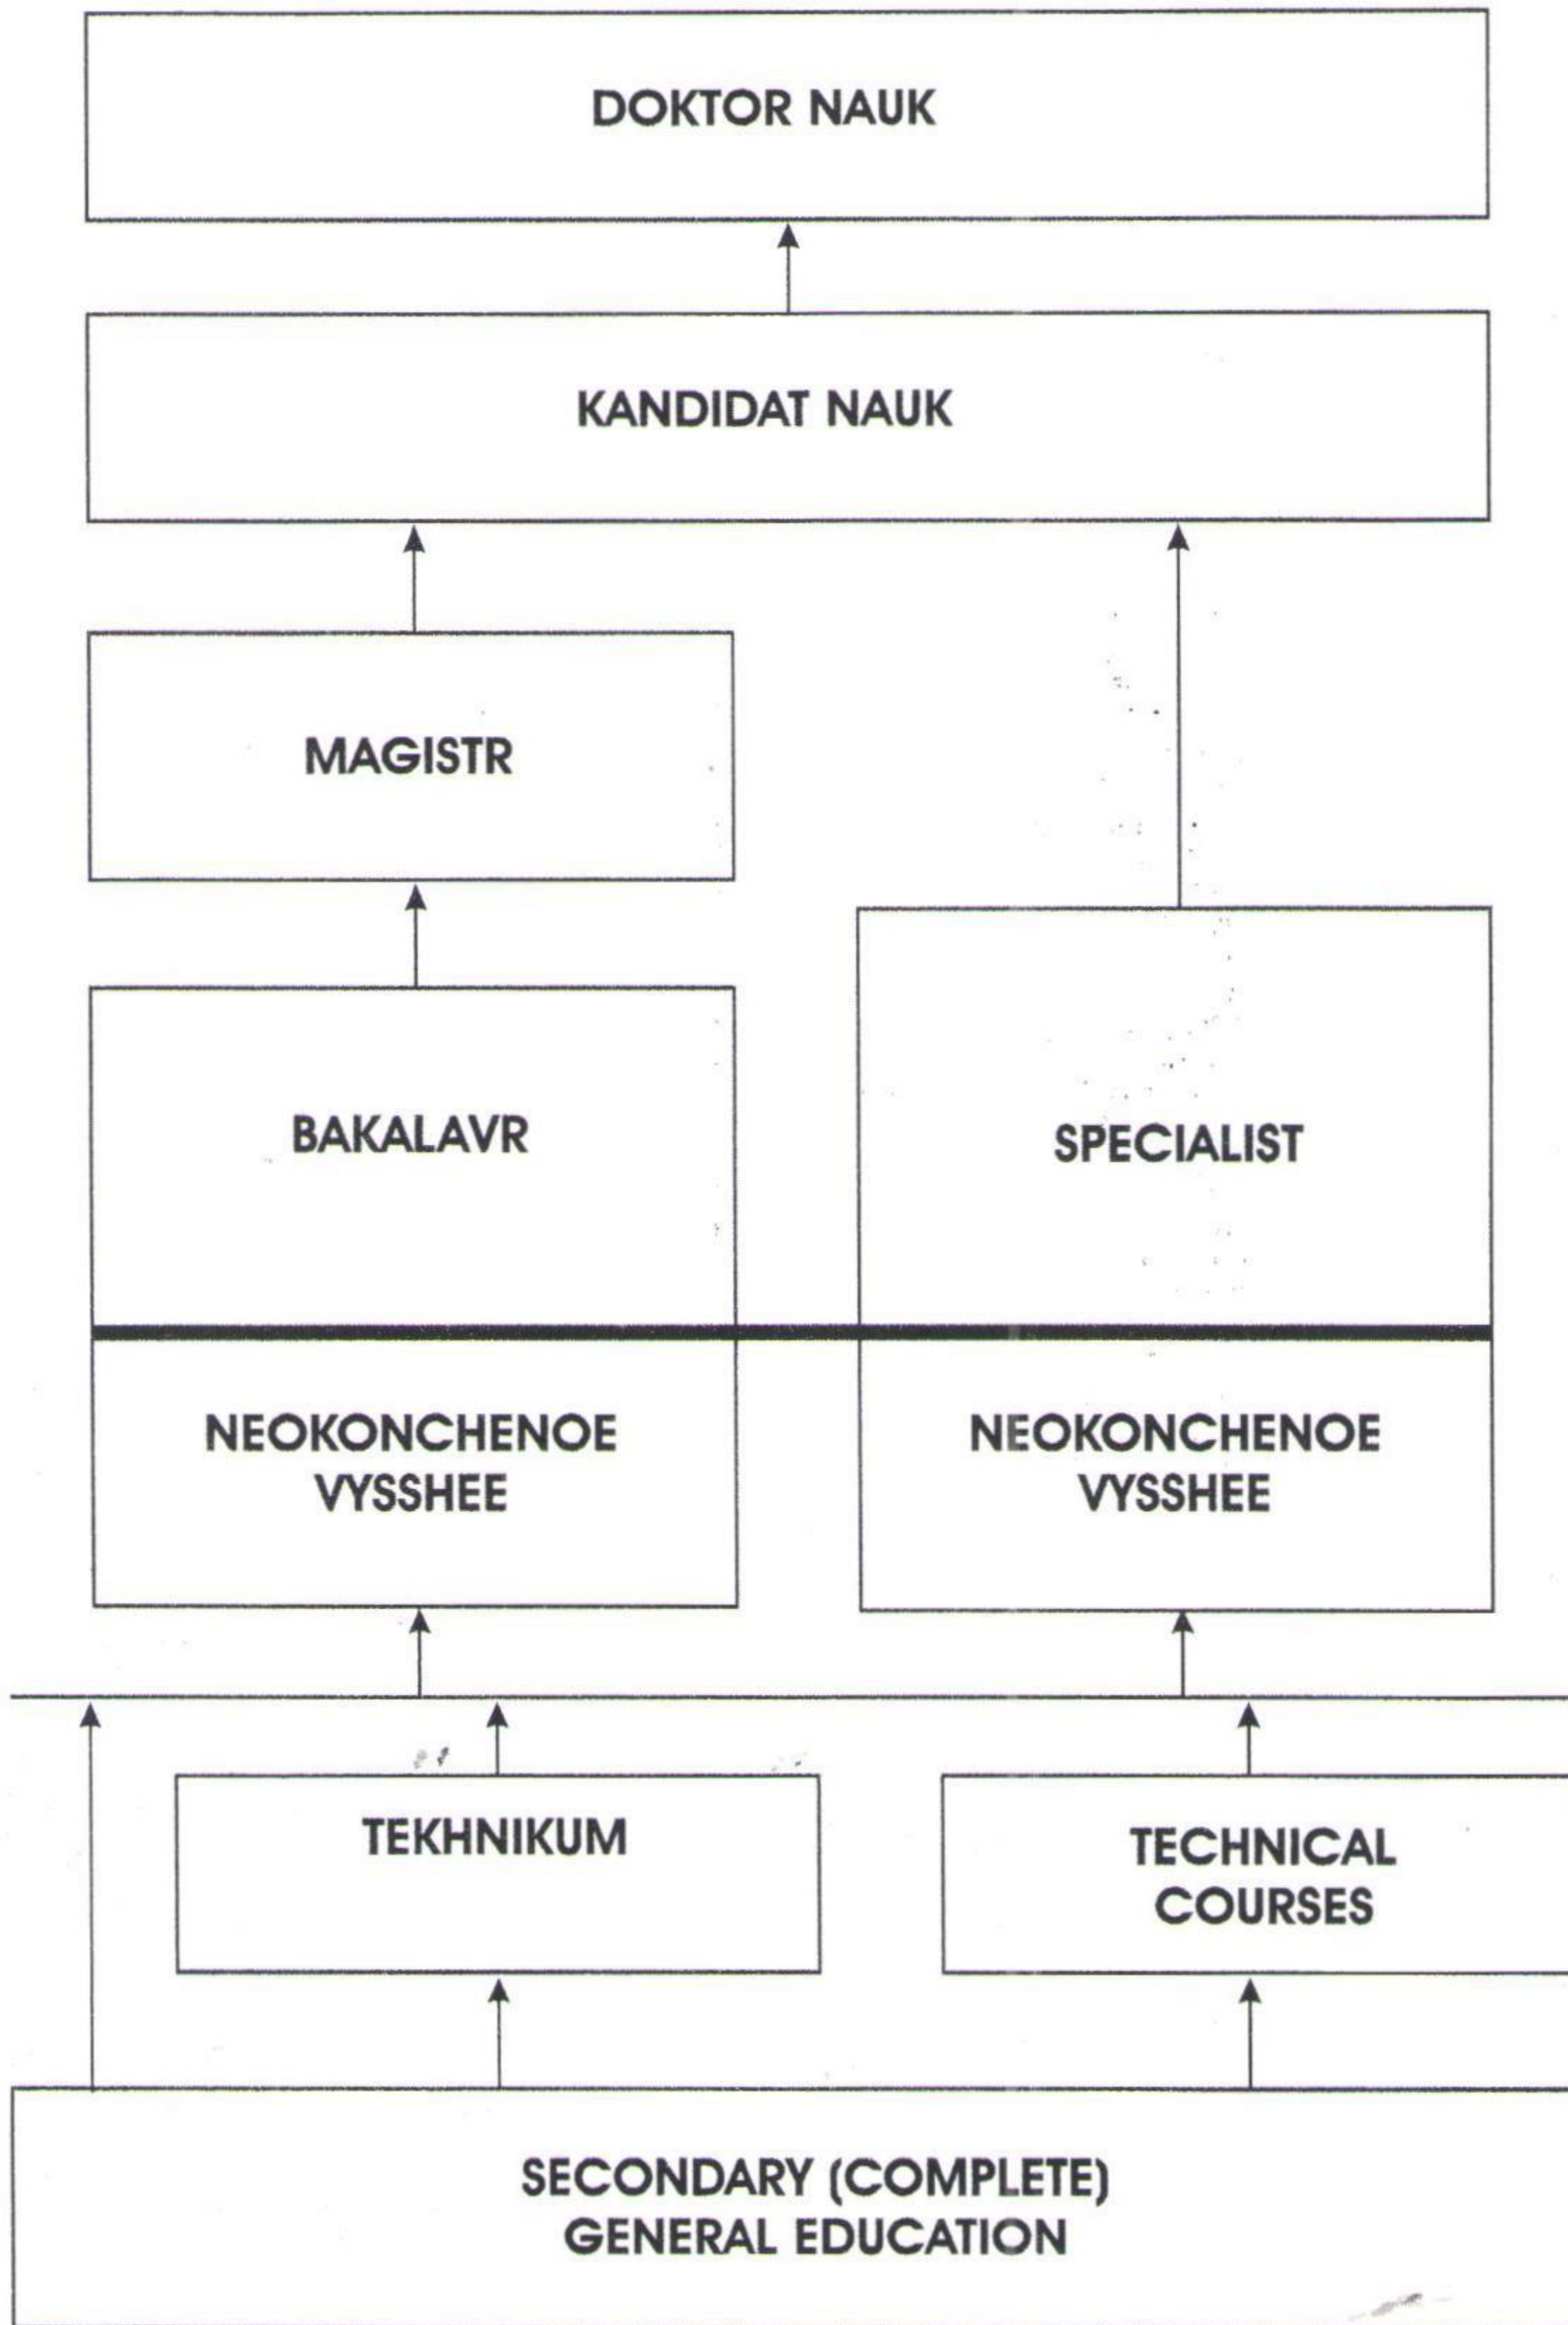 DOKTOR NAUK
KANDIDAT NAUK
MAGISTR
BAKALAVR
SPECIALIST
NEOKONCHENOE
VYSSHEE
NEOKONCHENOE
VYSSHEE
TEKHNIKUM
TECHNICAL
COURSES
SECONDARY (COMPLETE)
GENERAL EDUCATION